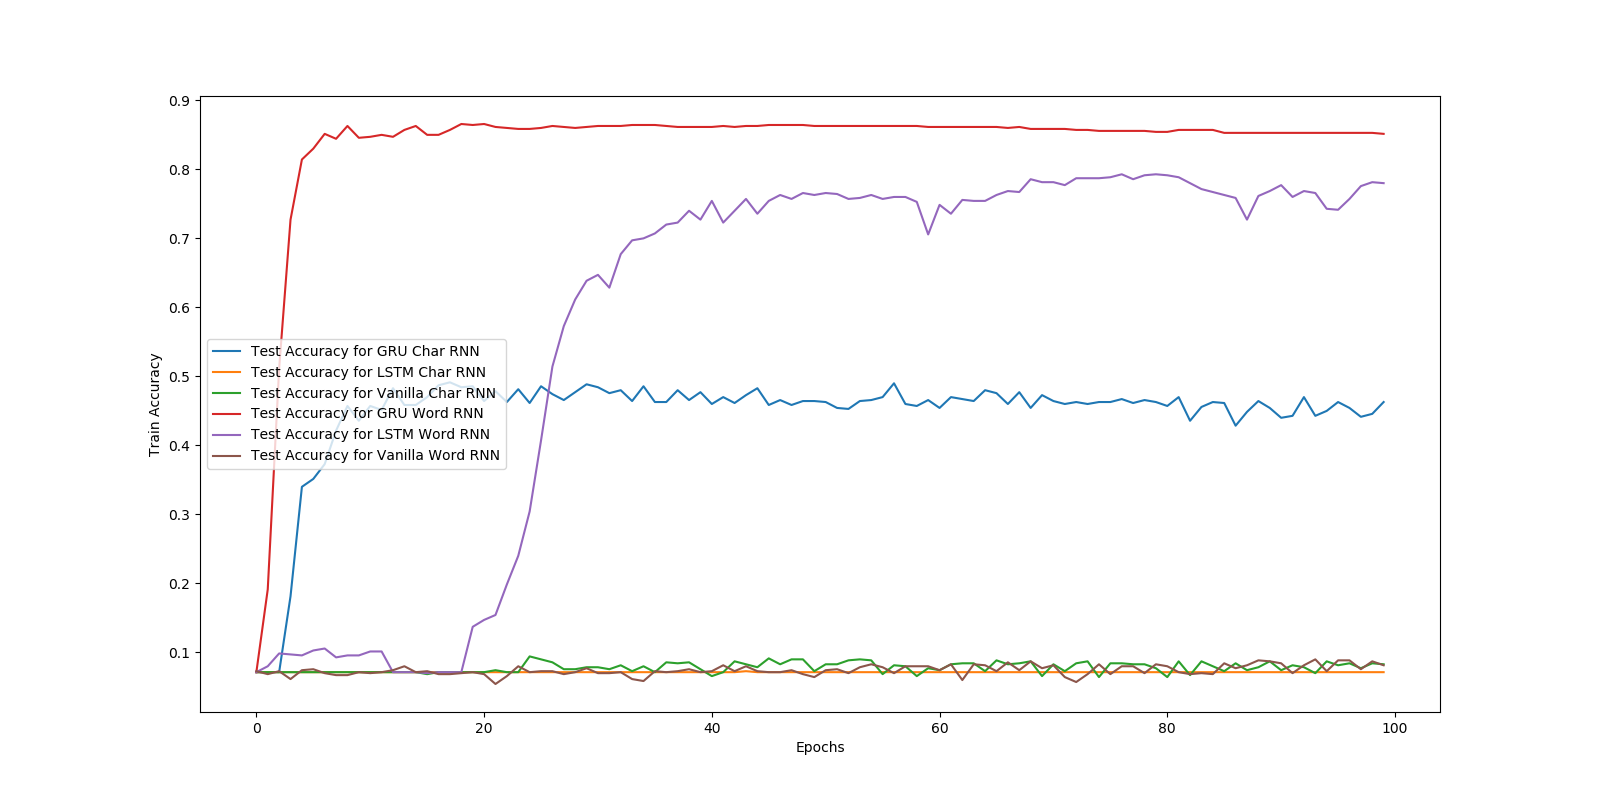 0.9
0.8
0.7
0.6
0.5
0.4
0.3
0.2
0.1
Train Accuracy
Test Accuracy for GRU Char RNN
Test Accuracy for LSTM Char RNN
Test Accuracy for Vanilla Char RNN
Test Accuracy for GRU Word RNN
Test Accuracy for LSTM Word RNN
Test Accuracy for Vanilla Word RNN
0 20 40 60 80 100
Epochs